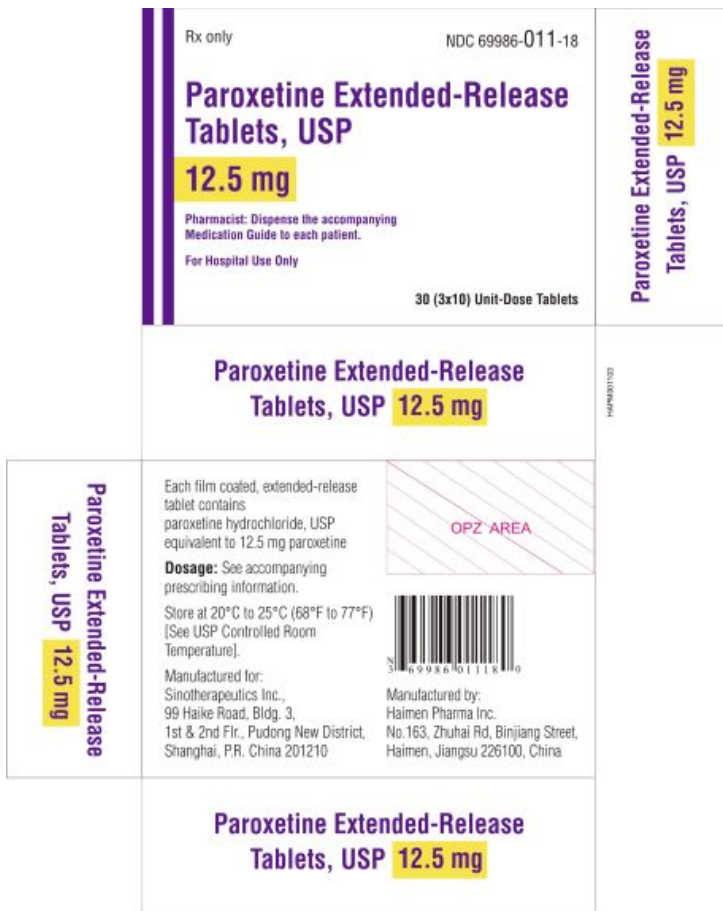 Rx only
NDC 69986-011-18
Paroxetine Extended-Release
Tablets, USP
12.5 mg
Pharmacist: Dispense the accompanying
Medication Guide to each patient.
For Hospital Use Only
30 (3x10) Unit-Dose Tablets
Paroxetine Extended-Release
Tablets, USP 12.5 mg
Paroxetine Extended-Release
Tablets, USP 12.5 mg
HAPM001103
Paroxetine Extended-Release
Tablets, USP 12.5 mg
Each film coated, extended-release
tablet contains
paroxetine hydrochloride, USP
equivalent to 12.5 mg paroxetine
Dosage: See accompanying
prescribing information.
Store at 20°C to 25°C (68°F to 77°F)
[See USP Controlled Room
Temperature].
Manufactured for:
Sinotherapeutics Inc.,
99 Haike Road, Bldg. 3,
1st & 2nd Flr., Pudong New District,
Shanghai, P.R. China 201210
OPZ AREA
N
3 69986 01118 0
Manufactured by:
Haimen Pharma Inc.
No.163, Zhuhai Rd, Binjiang Street,
Haimen, Jiangsu 226100, China
Paroxetine Extended-Release
Tablets, USP 12.5 mg